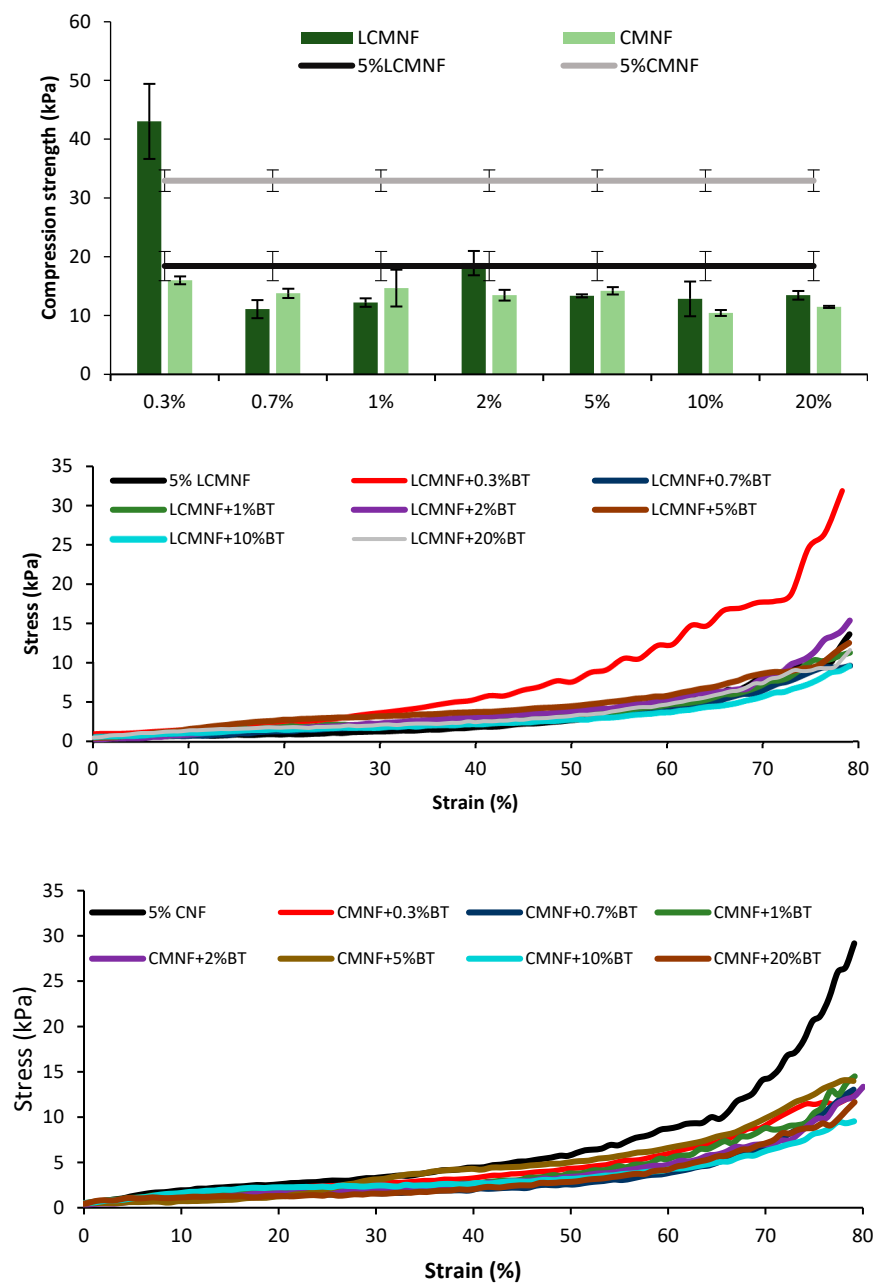 60
50
40
30
20
10
0
Compression strength (kPa)
LCMNF CMNF
5%LCMNF 5%CMNF
0.3% 0.7% 1% 2% 5% 10% 20%
35
30
25
20
15
10
5
0
Stress (kPa)
5% LCMNF LCMNF+0.3%BT LCMNF+0.7%BT
LCMNF+1%BT LCMNF+2%BT LCMNF+5%BT
LCMNF+10%BT LCMNF+20%BT
0 10 20 30 40 50 60 70 80
Strain (%)
35
30
25
20
15
10
5
0
Stress (kPa)
5% CNF CMNF+0.3%BT CMNF+0.7%BT CMNF+1%BT
CMNF+2%BT CMNF+5%BT CMNF+10%BT CMNF+20%BT
0 10 20 30 40 50 60 70 80
Strain (%)